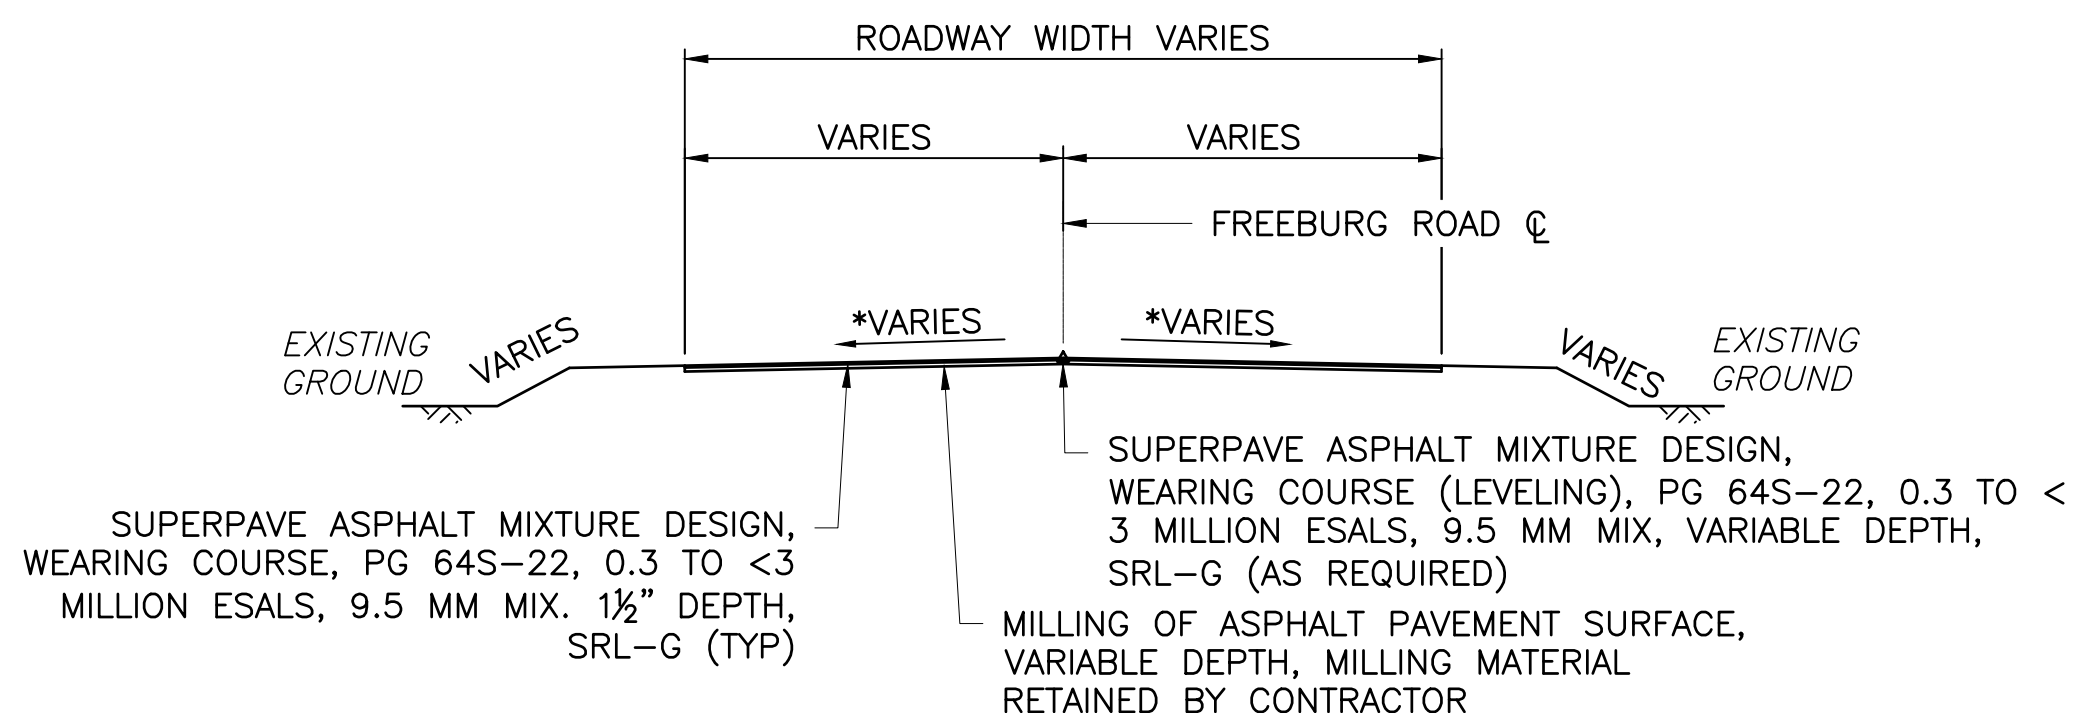 ROADWAY WIDTH VARIES
VARIES
VARIES
FREEBURG ROAD ℄
*VARIES
*VARIES
EXISTING
GROUND
VARIES
VARIES
EXISTING
GROUND
SUPERPAVE ASPHALT MIXTURE DESIGN,
WEARING COURSE (LEVELING), PG 64S-22, 0.3 TO <
3 MILLION ESALS, 9.5 MM MIX, VARIABLE DEPTH,
SRL-G (AS REQUIRED)
SUPERPAVE ASPHALT MIXTURE DESIGN,
WEARING COURSE, PG 64S-22, 0.3 TO <3
MILLION ESALS, 9.5 MM MIX. 1½” DEPTH,
SRL-G (TYP)
MILLING OF ASPHALT PAVEMENT SURFACE,
VARIABLE DEPTH, MILLING MATERIAL
RETAINED BY CONTRACTOR